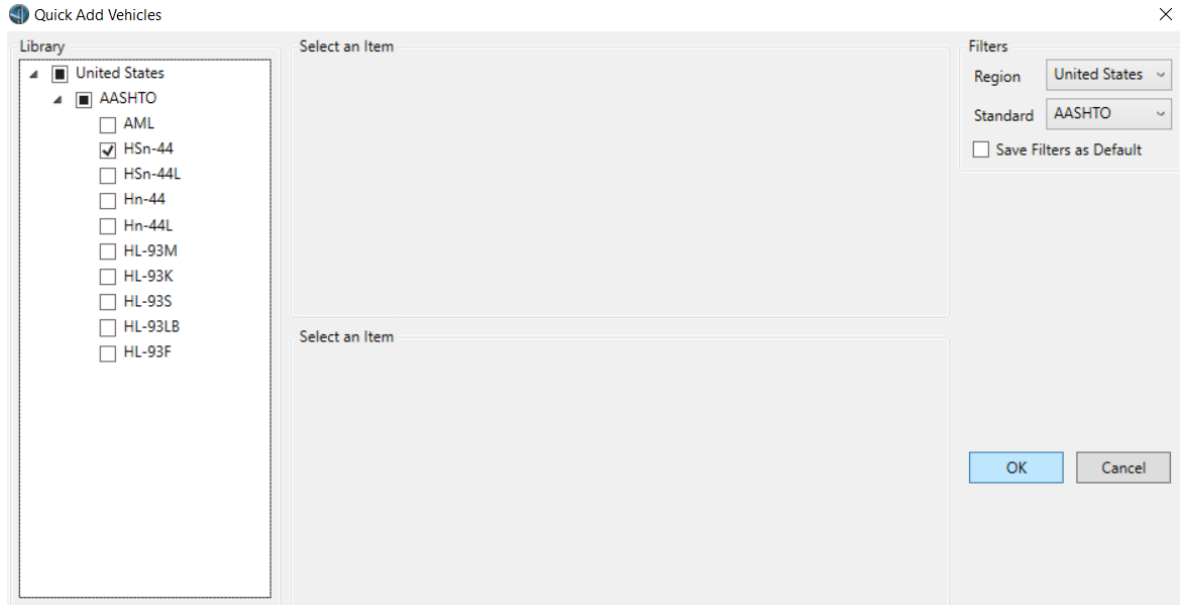 Quick Add Vehicles
Library
United States
AASHTO
AML
HSn-44
HSn-44L
Hn-44
Hn-44L
HL-93M
HL-93K
HL-93S
HL-93LB
HL-93F
Select an Item
Select an Item
Filters
Region United States
Standard AASHTO
Save Filters as Default
OK Cancel